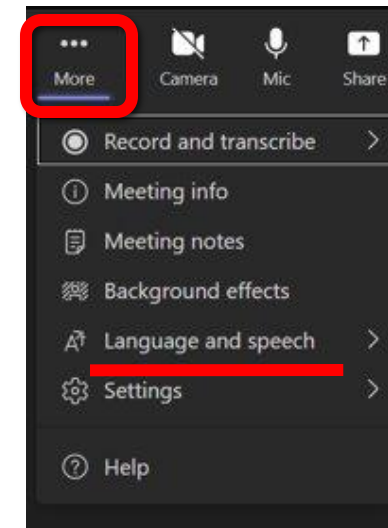 More Camera Mic Share
Record and transcribe
Meeting info
Meeting notes
Background effects
Language and speech
Settings
Help